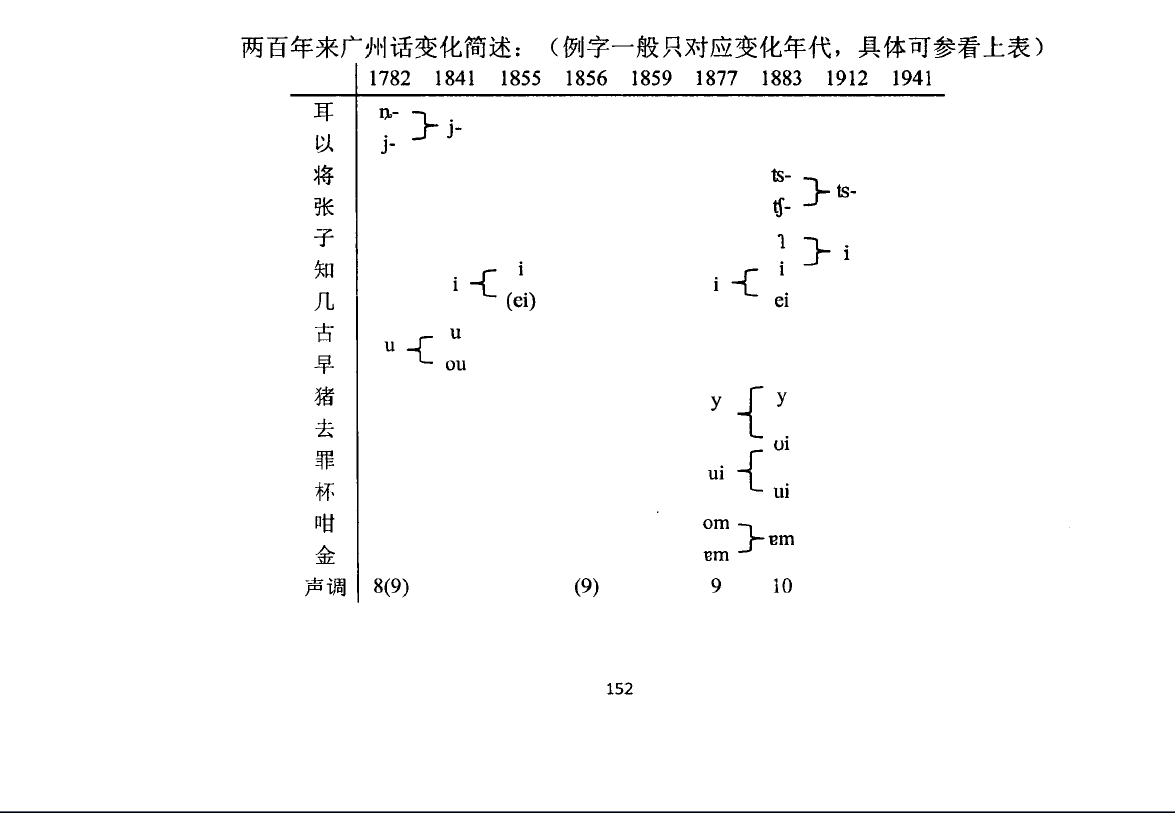 两百年来广州话变化简述：（例字一般只对应变化年代，具体可参看上表）
1782 1841 1855 1856 1859 1877 1883 1912 1941
耳 ȵ-
j-
以 j-
将 ts-
ts-
张 tʃ-
子 ɿ
i
知 i i
i i
几 (ei) ei
古 u
u
早 ou
猪 y y
去
ʋi
罪
ui
杯 ui
咁 om
ɐm
金 ɐm
声调 8(9) (9) 9 10
152